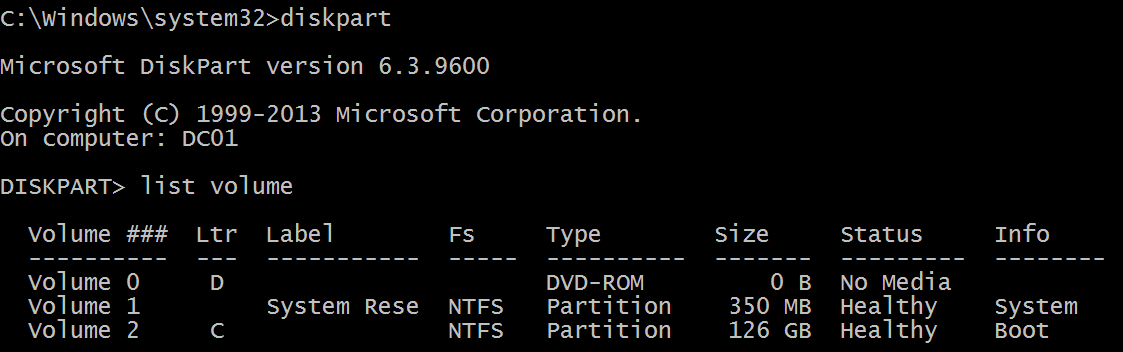 C:\Windows\system32>diskpart
Microsoft DiskPart version 6.3.9600
Copyright (C) 1999-2013 Microsoft Corporation.
On computer: DC01
DISKPART> list volume
  Volume ###  Ltr  Label        Fs     Type        Size     Status     Info
  ----------  ---  -----------  -----  ----------  -------  ---------  --------
  Volume 0     D                       DVD-ROM         0 B  No Media
  Volume 1         System Rese  NTFS   Partition    350 MB  Healthy    System
  Volume 2     C                NTFS   Partition    126 GB  Healthy    Boot